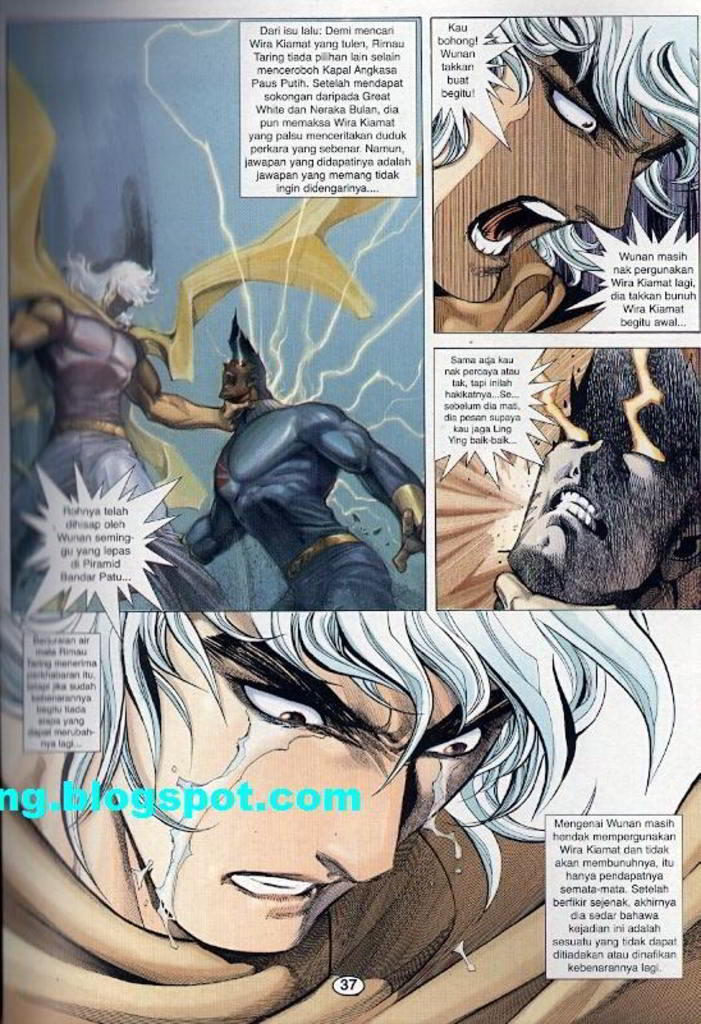 Dari isu lalu: Demi mencari
Wira Kiamat yang tulen, Rimau
Taring tiada pilihan lain selain
menceroboh Kapal Angkasa
Paus Putih. Setelah mendapat
sokongan daripada Great
White dan Neraka Bulan, dia
pun memaksa Wira Kiamat
yang palsu menceritakan duduk
perkara yang sebenar. Namun,
jawapan yang didapatinya adalah
jawapan yang memang tidak
ingin didengarinya....
Kau
bohong!
Wunan
takkan
buat
begitu!
Wunan masih
nak pergunakan
Wira Kiamat lagi,
dia takkan bunuh
Wira Kiamat
begitu awal...
Rohnya telah
dihisap oleh
Wunan seming-
gu yang lepas
di Piramid
Bandar Patu...
Sama ada kau
nak percaya atau
tak, tapi inilah
hakikatnya...Se...
sebelum dia mati,
dia pesan supaya
kau jaga Ling
Ying baik-baik...
Berjuraian air
mata Rimau
Taring menerima
perkhabaran itu,
tetapi jika sudah
kebenarannya
tiada
siapa yang
dapat merubah-
nya lagi...
ng.blogspot.com
Mengenai Wunan masih
hendak mempergunakan
Wira Kiamat dan tidak
akan membunuhnya, itu
hanya pendapatnya
semata-mata. Setelah
berfikir sejenak, akhirnya
dia sedar bahawa
kejadian ini adalah
sesuatu yang tidak dapat
ditiadakan atau dinafikan
kebenarannya lagi.
37